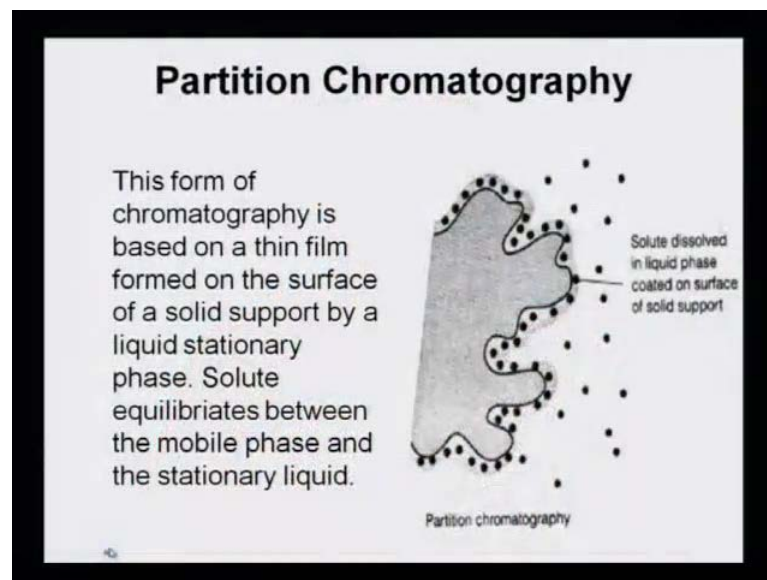 Partition Chromatography
This form of
chromatography is
based on a thin film
formed on the surface
of a solid support by a
liquid stationary
phase. Solute
equilibriates between
the mobile phase and
the stationary liquid.
Solute dissolved
in liquid phase
coated on surface
of solid support
Partition chromatography